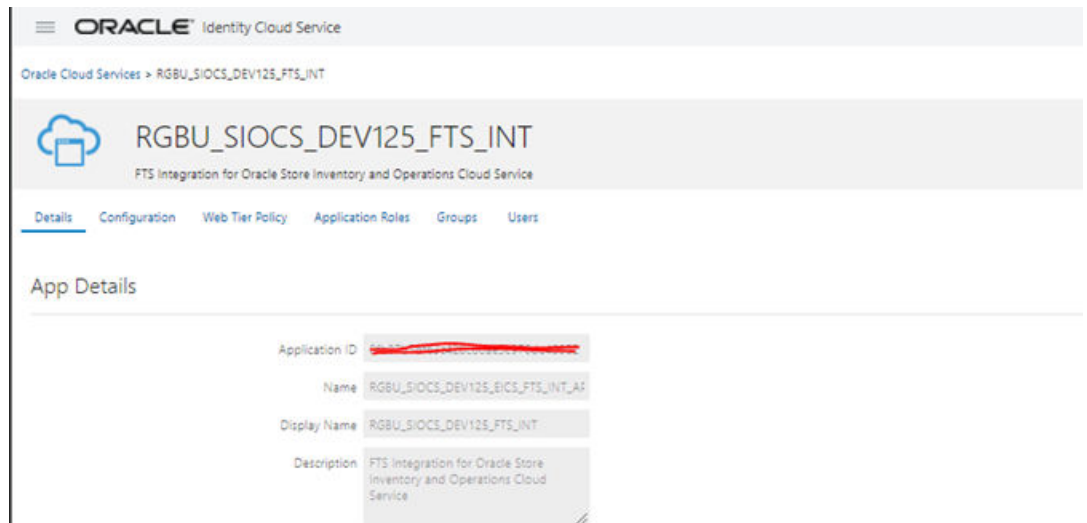 ORACLE Identity Cloud Service
Oracle Cloud Services > RGBU_SIOCS_DEV125_FTS_INT
RGBU_SIOCS_DEV125_FTS_INT
FTS Integration for Oracle Store Inventory and Operations Cloud Service
Details Configuration Web Tier Policy Application Roles Groups Users
App Details
Application ID
Name RGBU_SIOCS_DEV125_EICS_FTS_INT_AF
Display Name RGBU_SIOCS_DEV125_FTS_INT
Description FTS Integration for Oracle Store
Inventory and Operations Cloud
Service